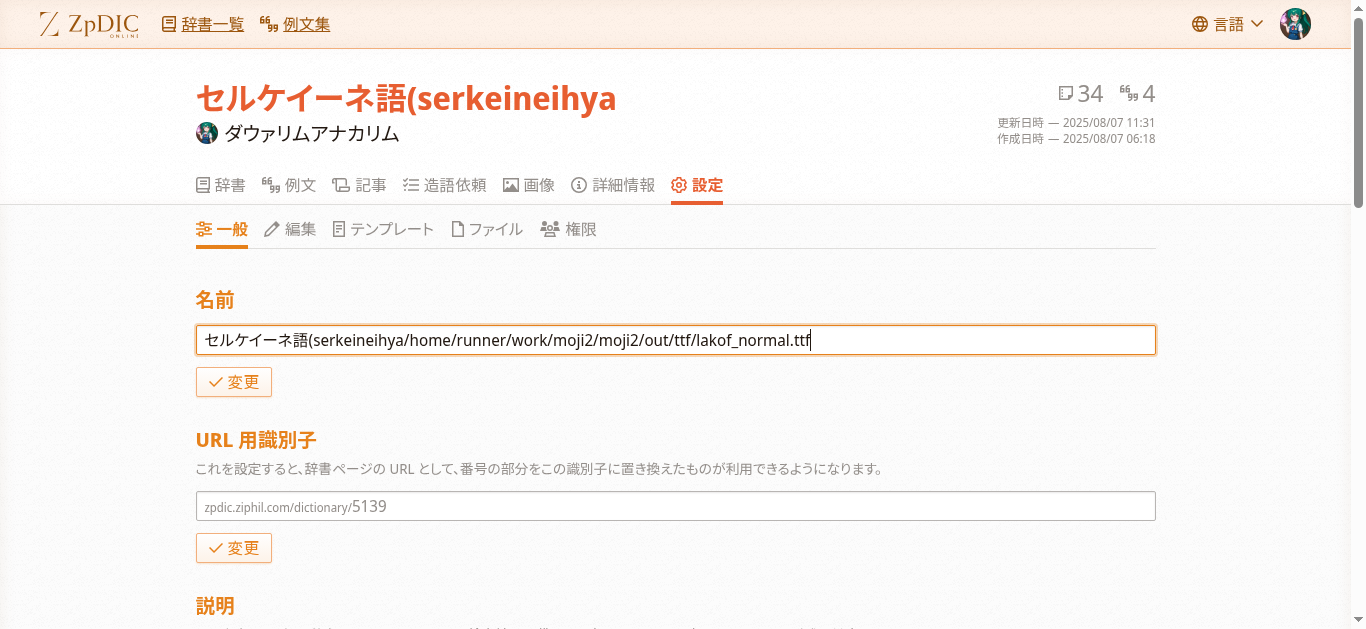 ZpDIC ONLINE 辞書一覧 例文集 言語
セルケイーネ語(serkeineihya
34 4
ダウァリムアナカリム
更新日時 — 2025/08/07 11:31
作成日時 — 2025/08/07 06:18
辞書 例文 記事 造語依頼 画像 詳細情報 設定
一般 編集 テンプレート ファイル 権限
名前
セルケイーネ語(serkeineihya/home/runner/work/moji2/moji2/out/ttf/lakof_normal.ttf
変更
URL 用識別子
これを設定すると、辞書ページの URL として、番号の部分をこの識別子に置き換えたものが利用できるようになります。
zpdic.ziphil.com/dictionary/5139
変更
説明